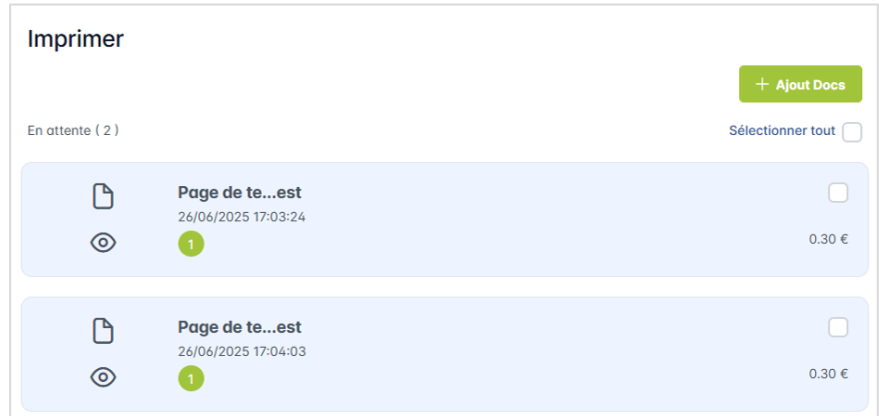 Imprimer
+ Ajout Docs
En attente ( 2 )
Sélectionner tout
Page de te...est
26/06/2025 17:03:24
1
0.30 €
Page de te...est
26/06/2025 17:04:03
1
0.30 €